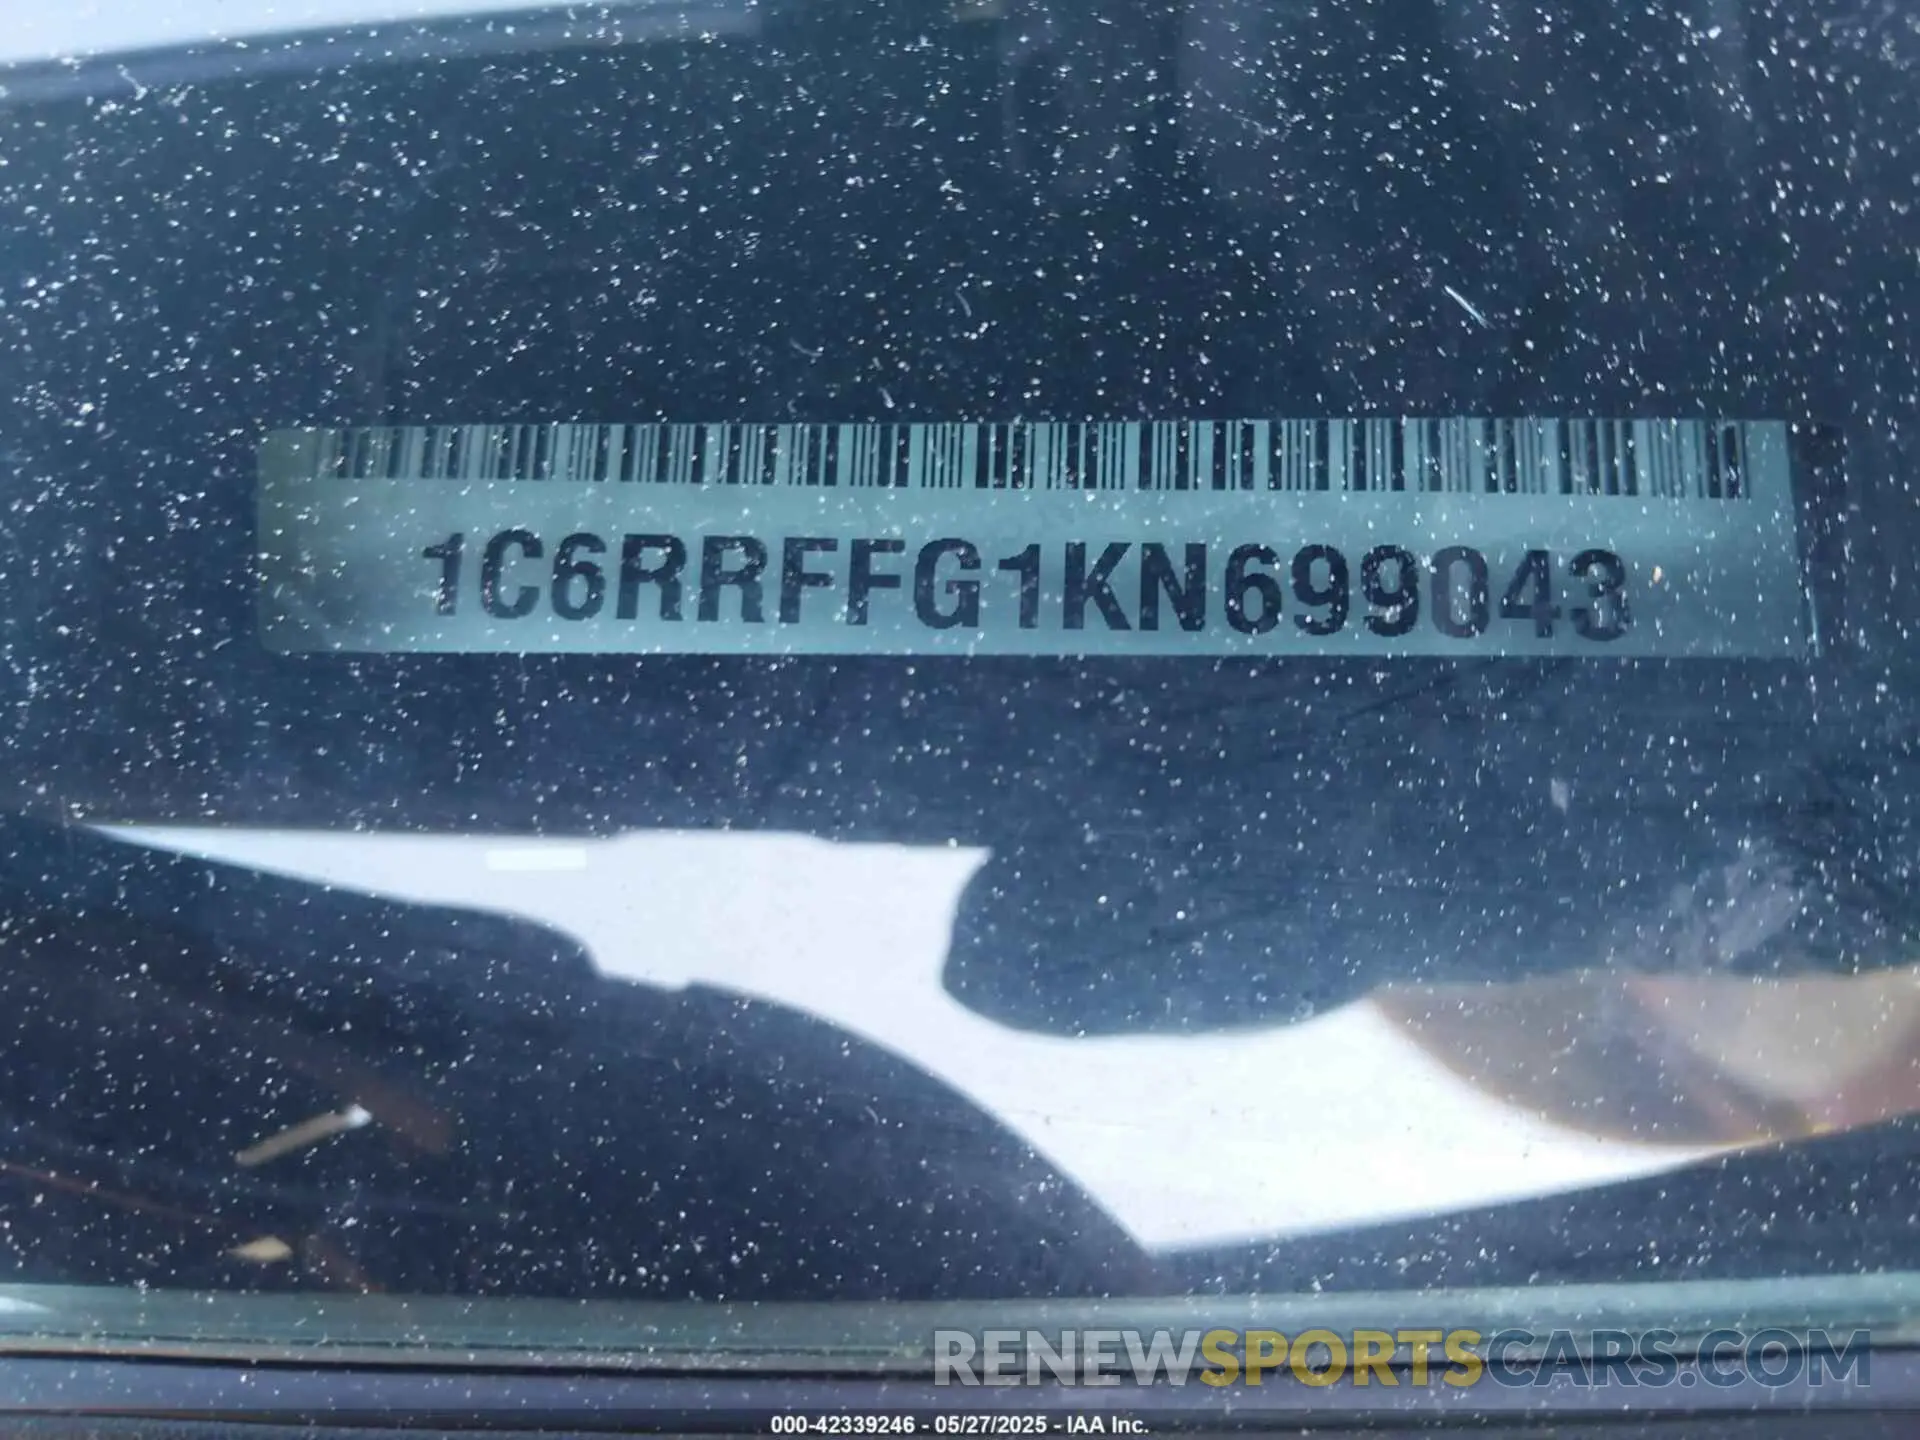 1C6RRFFG1KN699043
RENEWSPORTSCARS.COM
000-42339246 - 05/27/2025 - IAA Inc.